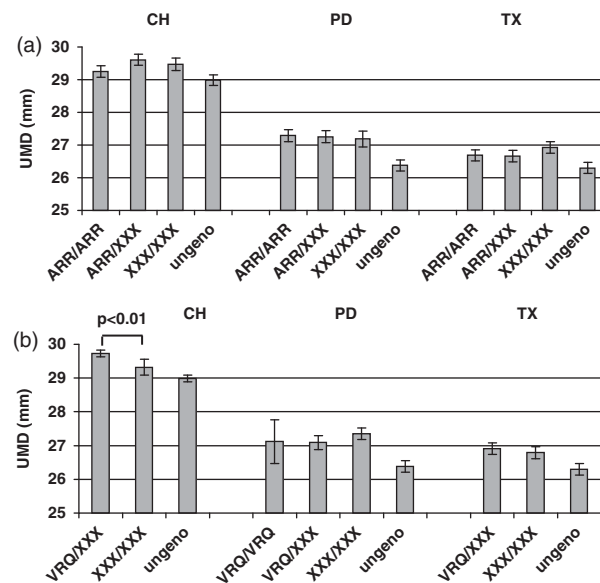 CH PD TX
(a)
UMD (mm)
30
29
28
27
26
25
ARR/ARR ARR/XXX XXX/XXX ungeno ARR/ARR ARR/XXX XXX/XXX ungeno ARR/ARR ARR/XXX XXX/XXX ungeno
p<0.01 CH PD TX
(b)
UMD (mm)
30
29
28
27
26
25
VRQ/XXX XXX/XXX ungeno VRQ/VRQ VRQ/XXX XXX/XXX ungeno VRQ/XXX XXX/XXX ungeno